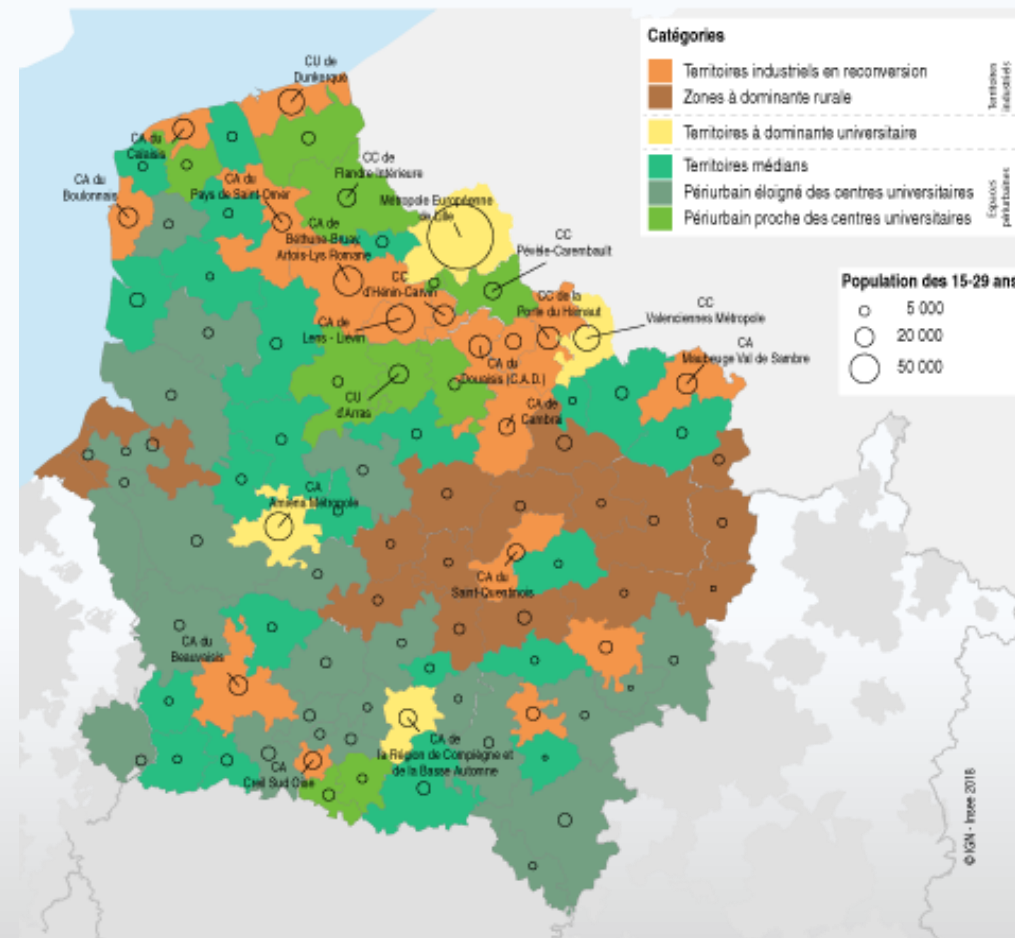 Catégories
Territoires industriels en reconversion
Zones à dominante rurale
Territoires
industriels
Territoires à dominante universitaire
Territoires médians
Périurbain éloigné des centres universitaires
Périurbain proche des centres universitaires
Espaces
périurbains
Population des 15-29 ans
5 000
20 000
50 000
CU de
Dunkerque
CA du
Calaisis
CA du
Boulonnais
CA du
Pays de Saint-Omer
CC de
Flandre Intérieure
Métropole Européenne
de Lille
CA de
Béthune-Bruay,
Artois-Lys Romane
CC
Pévèle-Carembault
CC
d'Hénin-Carvin
CC de la
Porte du Hainaut
CC
Valenciennes Métropole
CA de
Lens - Liévin
CA
Maubeuge Val de Sambre
CA du
Douaisis (C.A.D.)
CU
d'Arras
CA de
Cambrai
CA
Amiens Métropole
CA du
Saint-Quentinois
CA du
Beauvaisis
CA de
la Région de Compiègne et
de la Basse Automne
CA
Creil Sud Oise
© IGN - Insee 2018